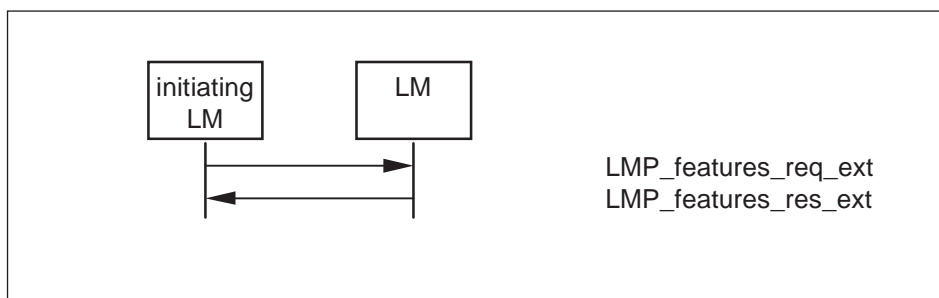 initiating
LM
LM
LMP_features_req_ext
LMP_features_res_ext